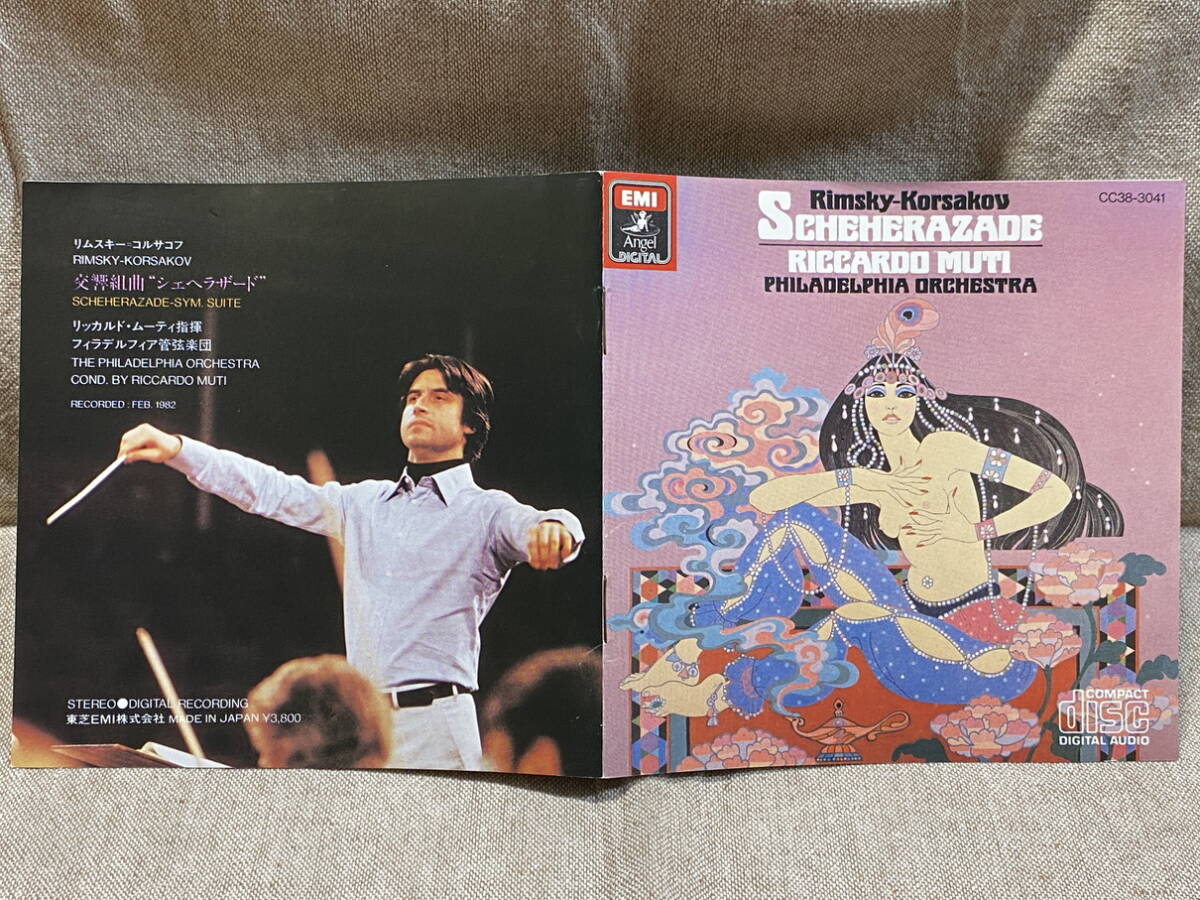 リムスキー=コルサコフ
RIMSKY-KORSAKOV
交響組曲“シェヘラザード”
SCHEHERAZADE-SYM. SUITE
リッカルド・ムーティ指揮
フィラデルフィア管弦楽団
THE PHILADELPHIA ORCHESTRA
COND. BY RICCARDO MUTI
RECORDED : FEB. 1982
STEREO●DIGITAL RECORDING
東芝EMI株式会社 MADE IN JAPAN ¥3,800
EMI
Angel
DIGITAL
Rimsky-Korsakov
SCHEHERAZADE
RICCARDO MUTI
PHILADELPHIA ORCHESTRA
CC38-3041
COMPACT
disc
DIGITAL AUDIO